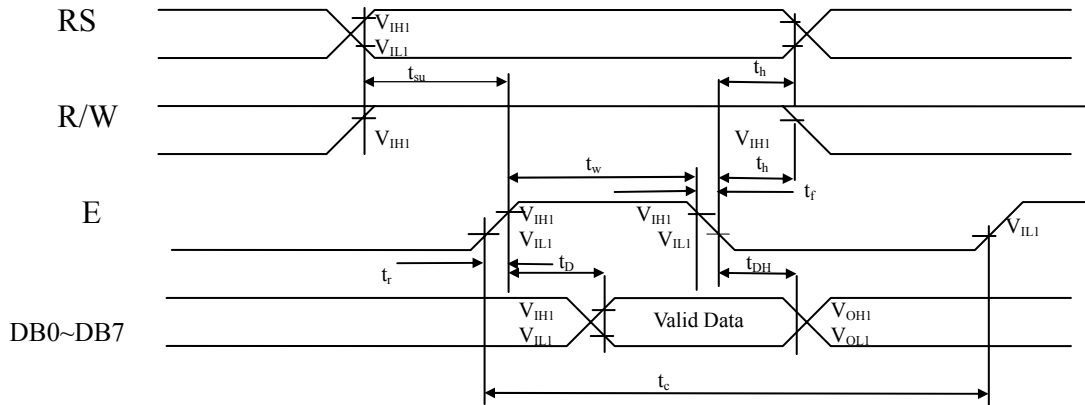 RS
V_IH1
V_IL1
t_su
t_h
R/W
V_IH1
V_IH1
t_w
t_h
t_f
E
V_IH1
V_IH1
V_IL1
V_IL1
V_IL1
t_r
t_D
t_DH
DB0~DB7
V_IH1
Valid Data
V_OH1
V_IL1
V_OL1
t_c